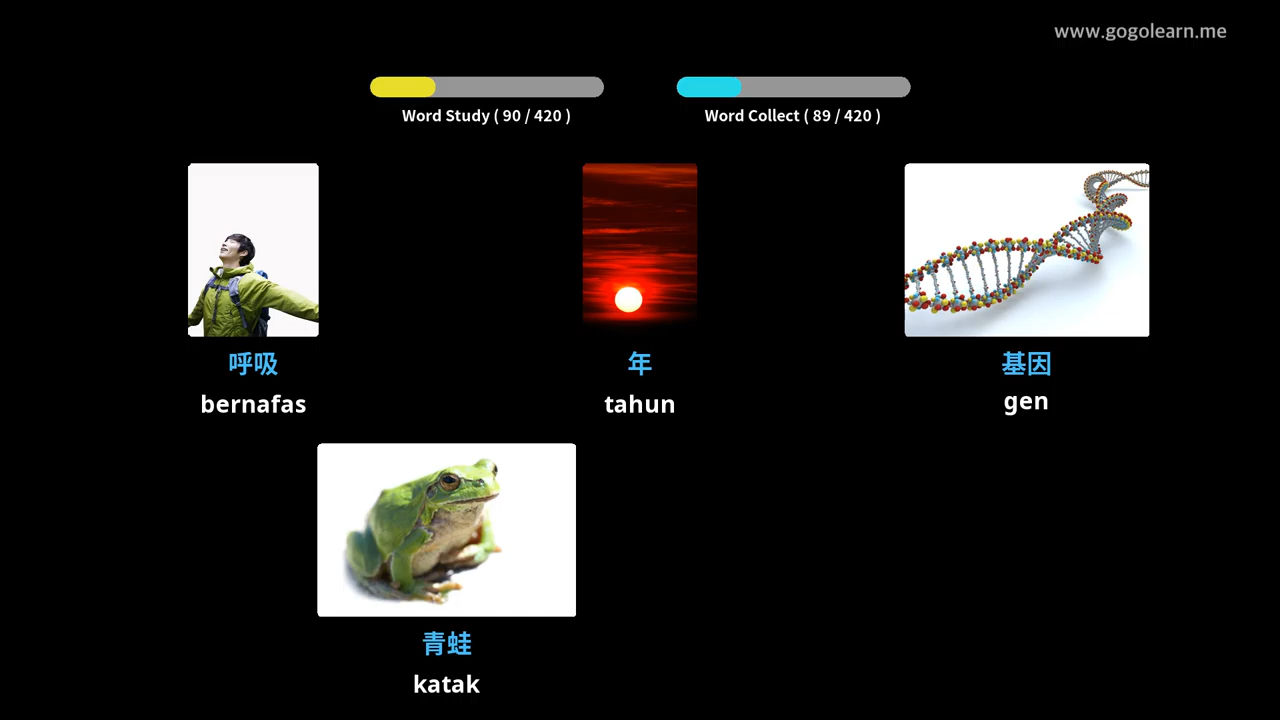 www.gogolearn.me
Word Study ( 90 / 420 )
Word Collect ( 89 / 420 )
呼吸
bernafas
年
tahun
基因
gen
青蛙
katak